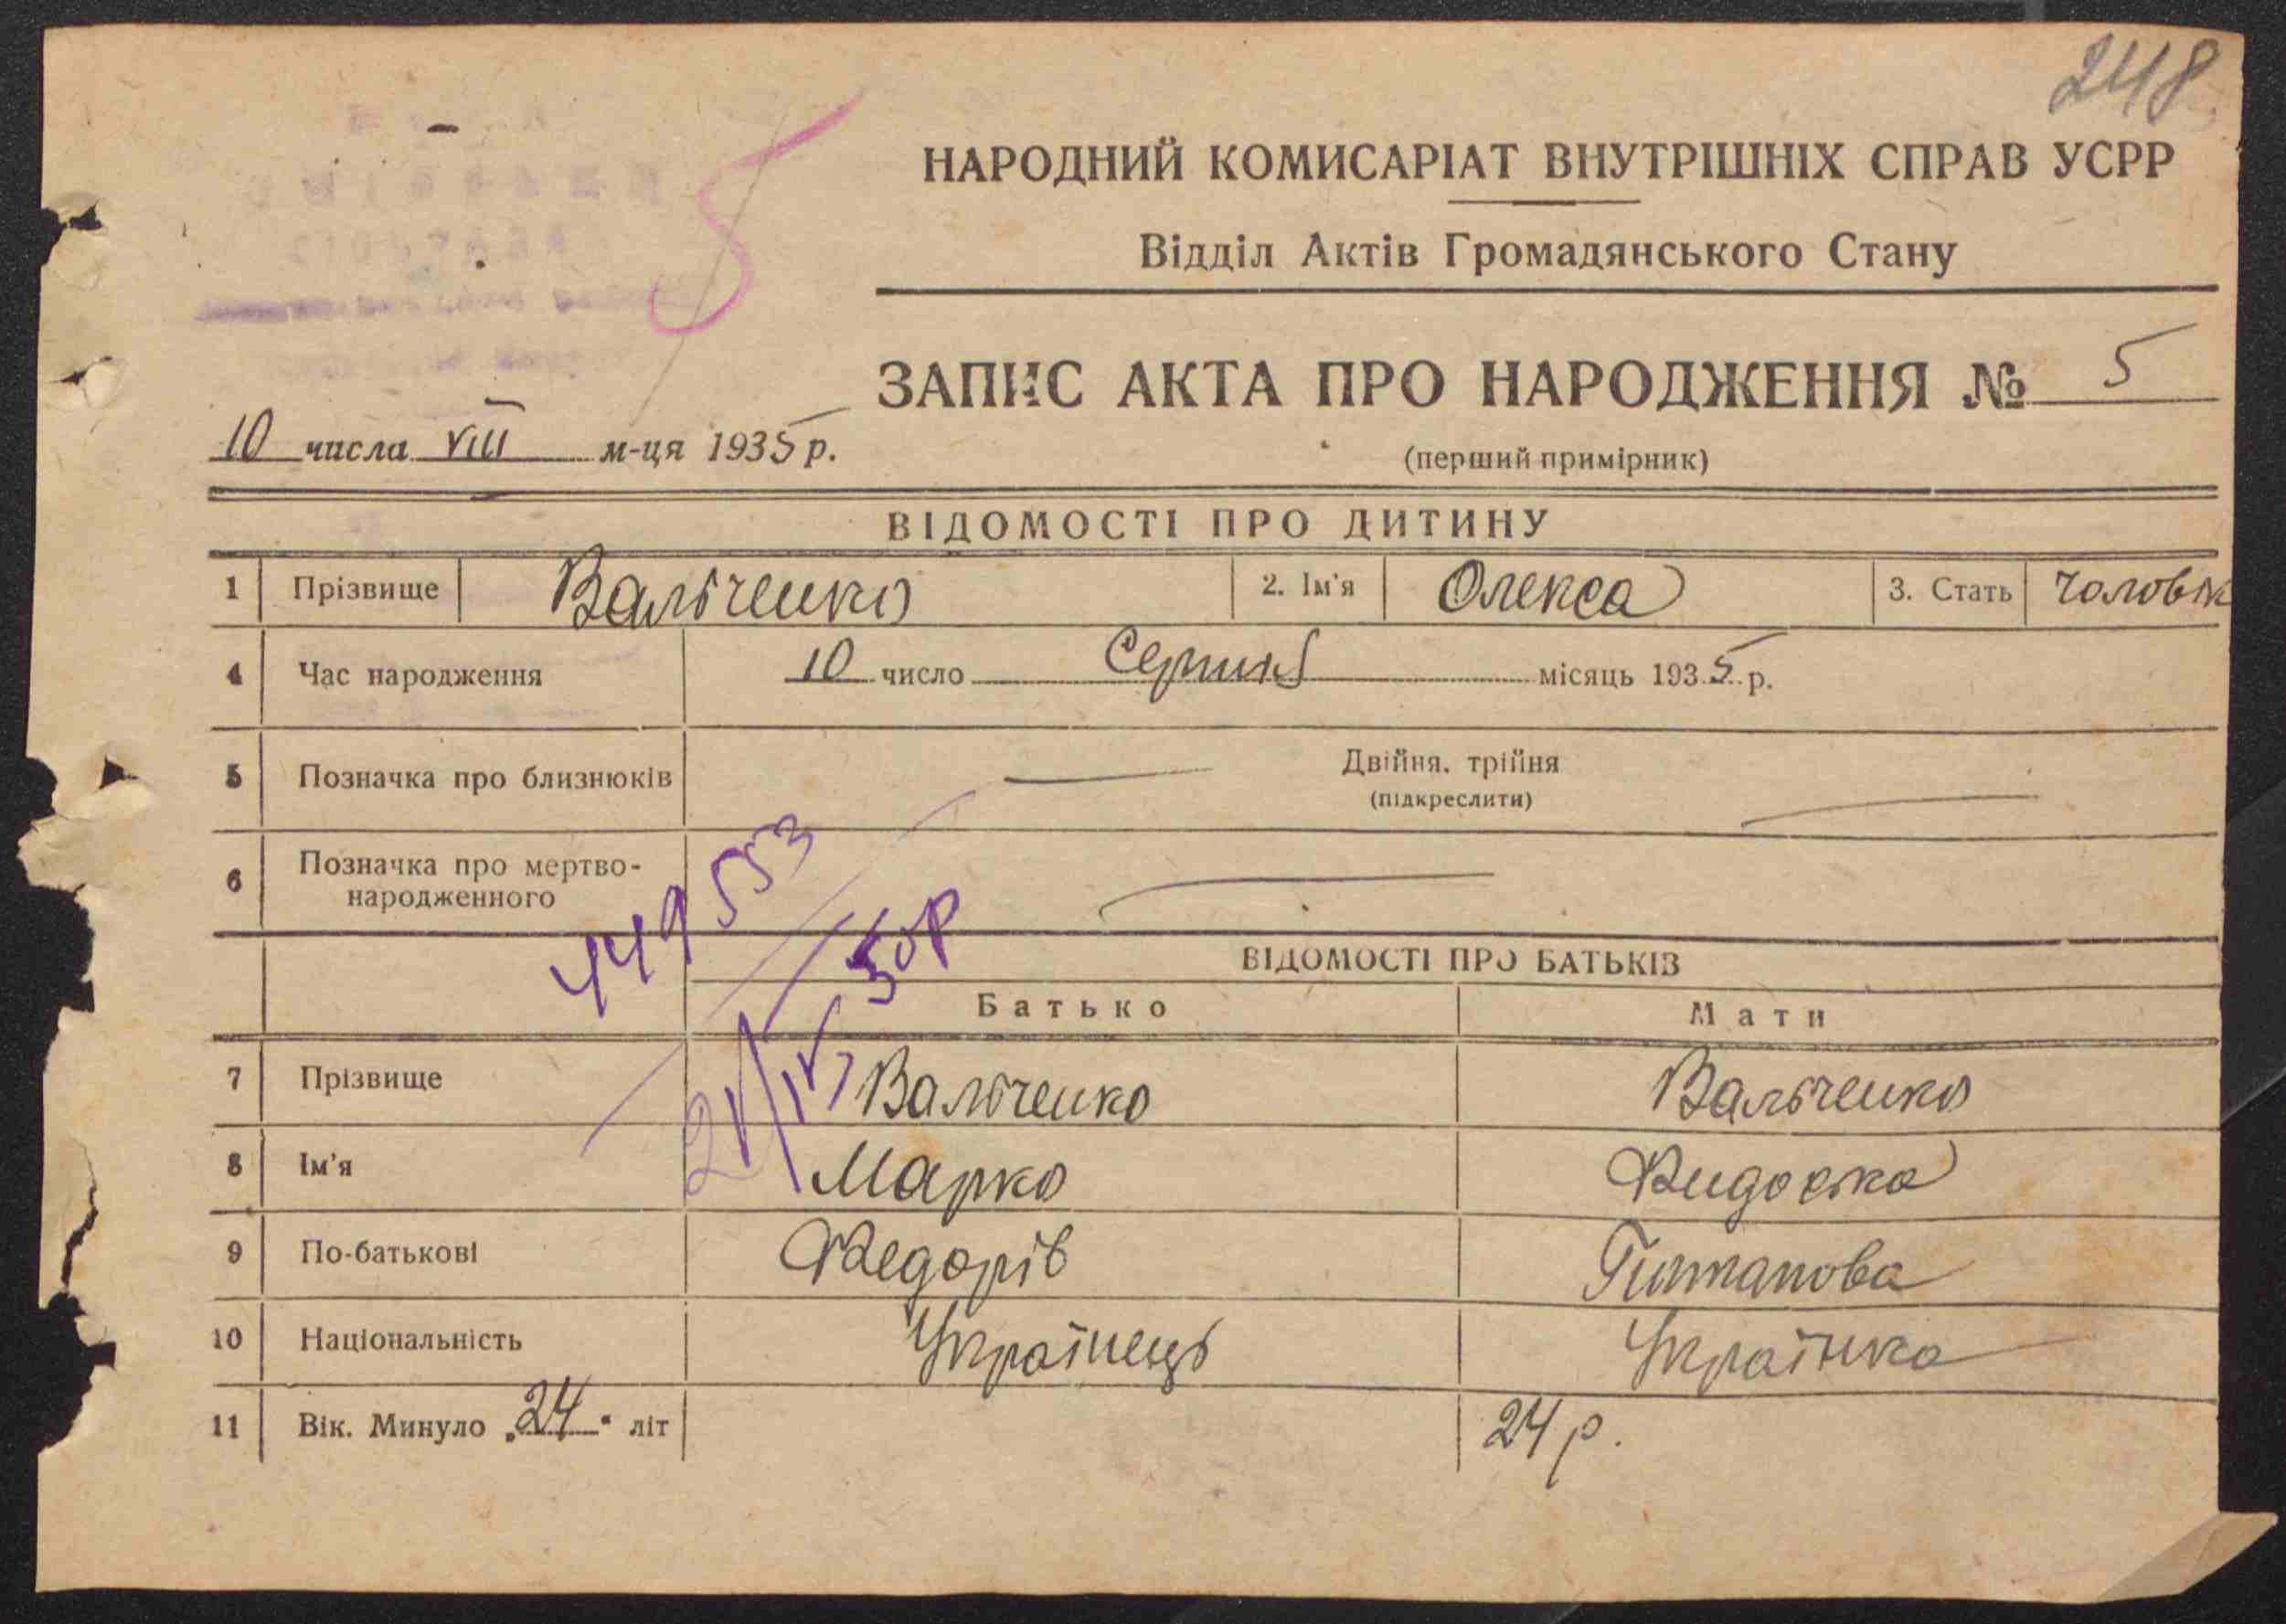 248
5
НАРОДНИЙ КОМИСАРІАТ ВНУТРІШНІХ СПРАВ УСРР
Відділ Актів Громадянського Стану
ЗАПИС АКТА ПРО НАРОДЖЕННЯ № 5
10 числа VIII м-ця 1935 р.
(перший примірник)
ВІДОМОСТІ ПРО ДИТИНУ
1 Прізвище Вальченко 2. Ім'я Олекса 3. Стать чоловік
4 Час народження 10 число Серпня місяць 1935 р.
5 Позначка про близнюків — Двійня, трійня —
(підкреслити)
6 Позначка про мертво-
народженного —
449553
21/IV 50р
ВІДОМОСТІ ПРО БАТЬКІВ
Батько Мати
7 Прізвище Вальченко Вальченко
8 Ім'я Марко
9 По-батькові Федорів
10 Національність Українець Українка
11 Вік. Минуло 24 літ 24 р.